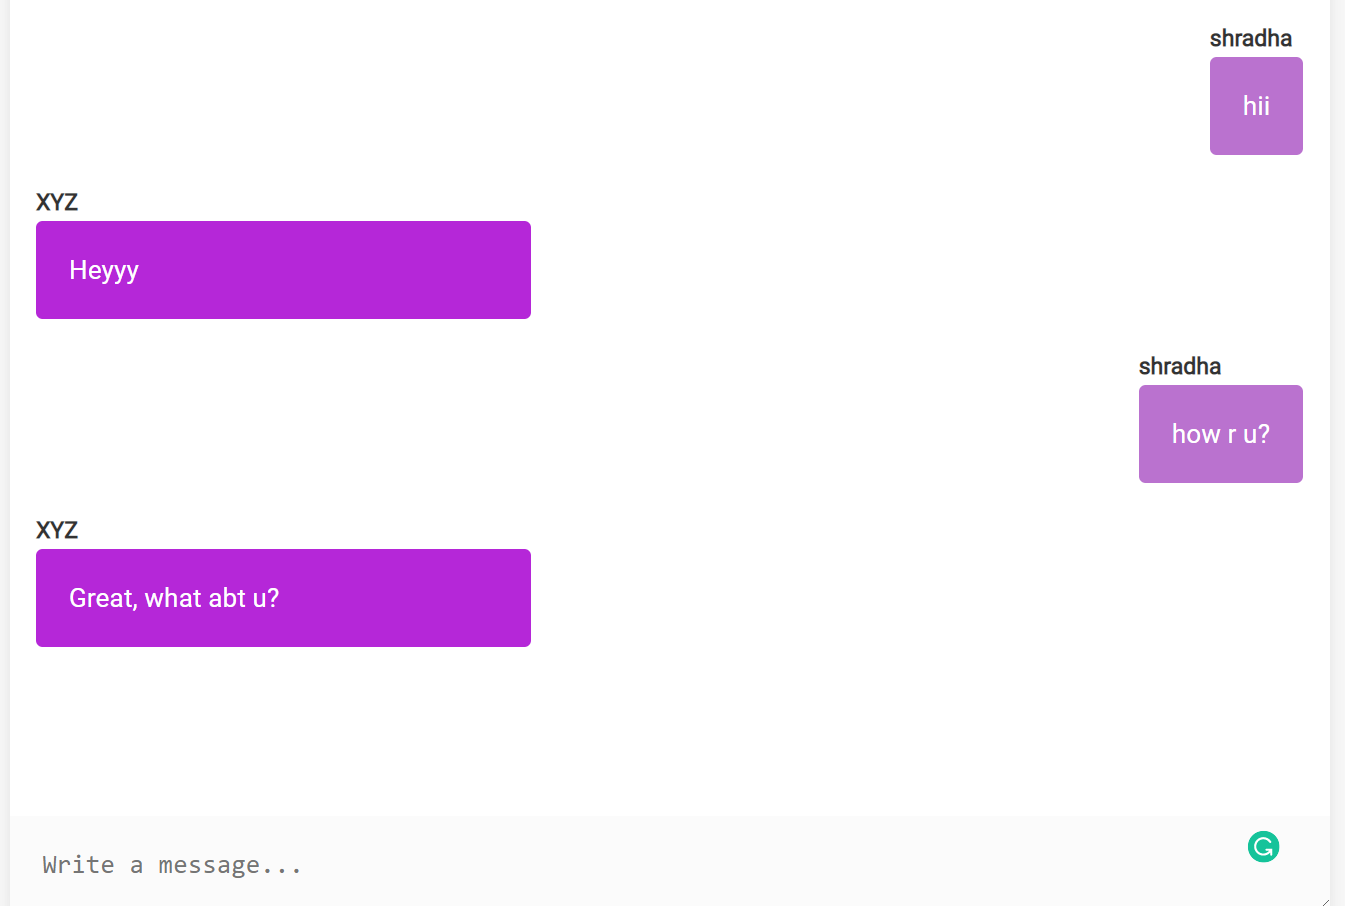 shradha
hii
XYZ
Heyyy
shradha
how r u?
XYZ
Great, what abt u?
Write a message...